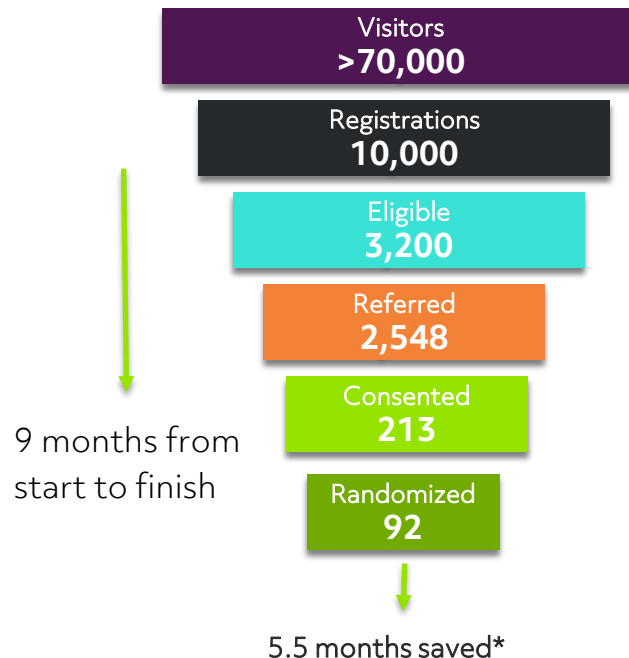 Visitors
>70,000
Registrations
10,000
Eligible
3,200
Referred
2,548
Consented
213
Randomized
92
9 months from
start to finish
5.5 months saved*